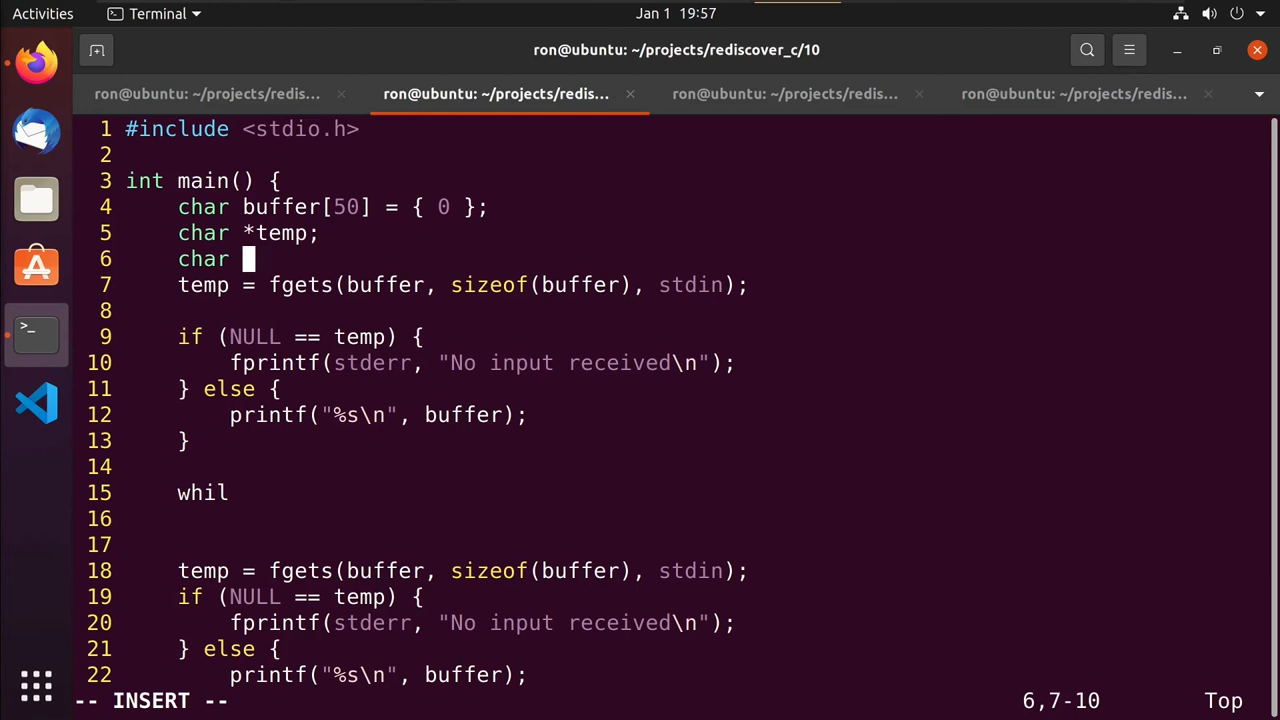 Activities Terminal Jan 1 19:57
ron@ubuntu: ~/projects/rediscover_c/10
ron@ubuntu: ~/projects/redis... ron@ubuntu: ~/projects/redis... ron@ubuntu: ~/projects/redis... ron@ubuntu: ~/projects/redis...
1 #include <stdio.h>
2
3 int main() {
4     char buffer[50] = { 0 };
5     char *temp;
6     char
7     temp = fgets(buffer, sizeof(buffer), stdin);
8
9     if (NULL == temp) {
10         fprintf(stderr, "No input received\n");
11     } else {
12         printf("%s\n", buffer);
13     }
14
15     whil
16
17
18     temp = fgets(buffer, sizeof(buffer), stdin);
19     if (NULL == temp) {
20         fprintf(stderr, "No input received\n");
21     } else {
22         printf("%s\n", buffer);
-- INSERT -- 6,7-10 Top